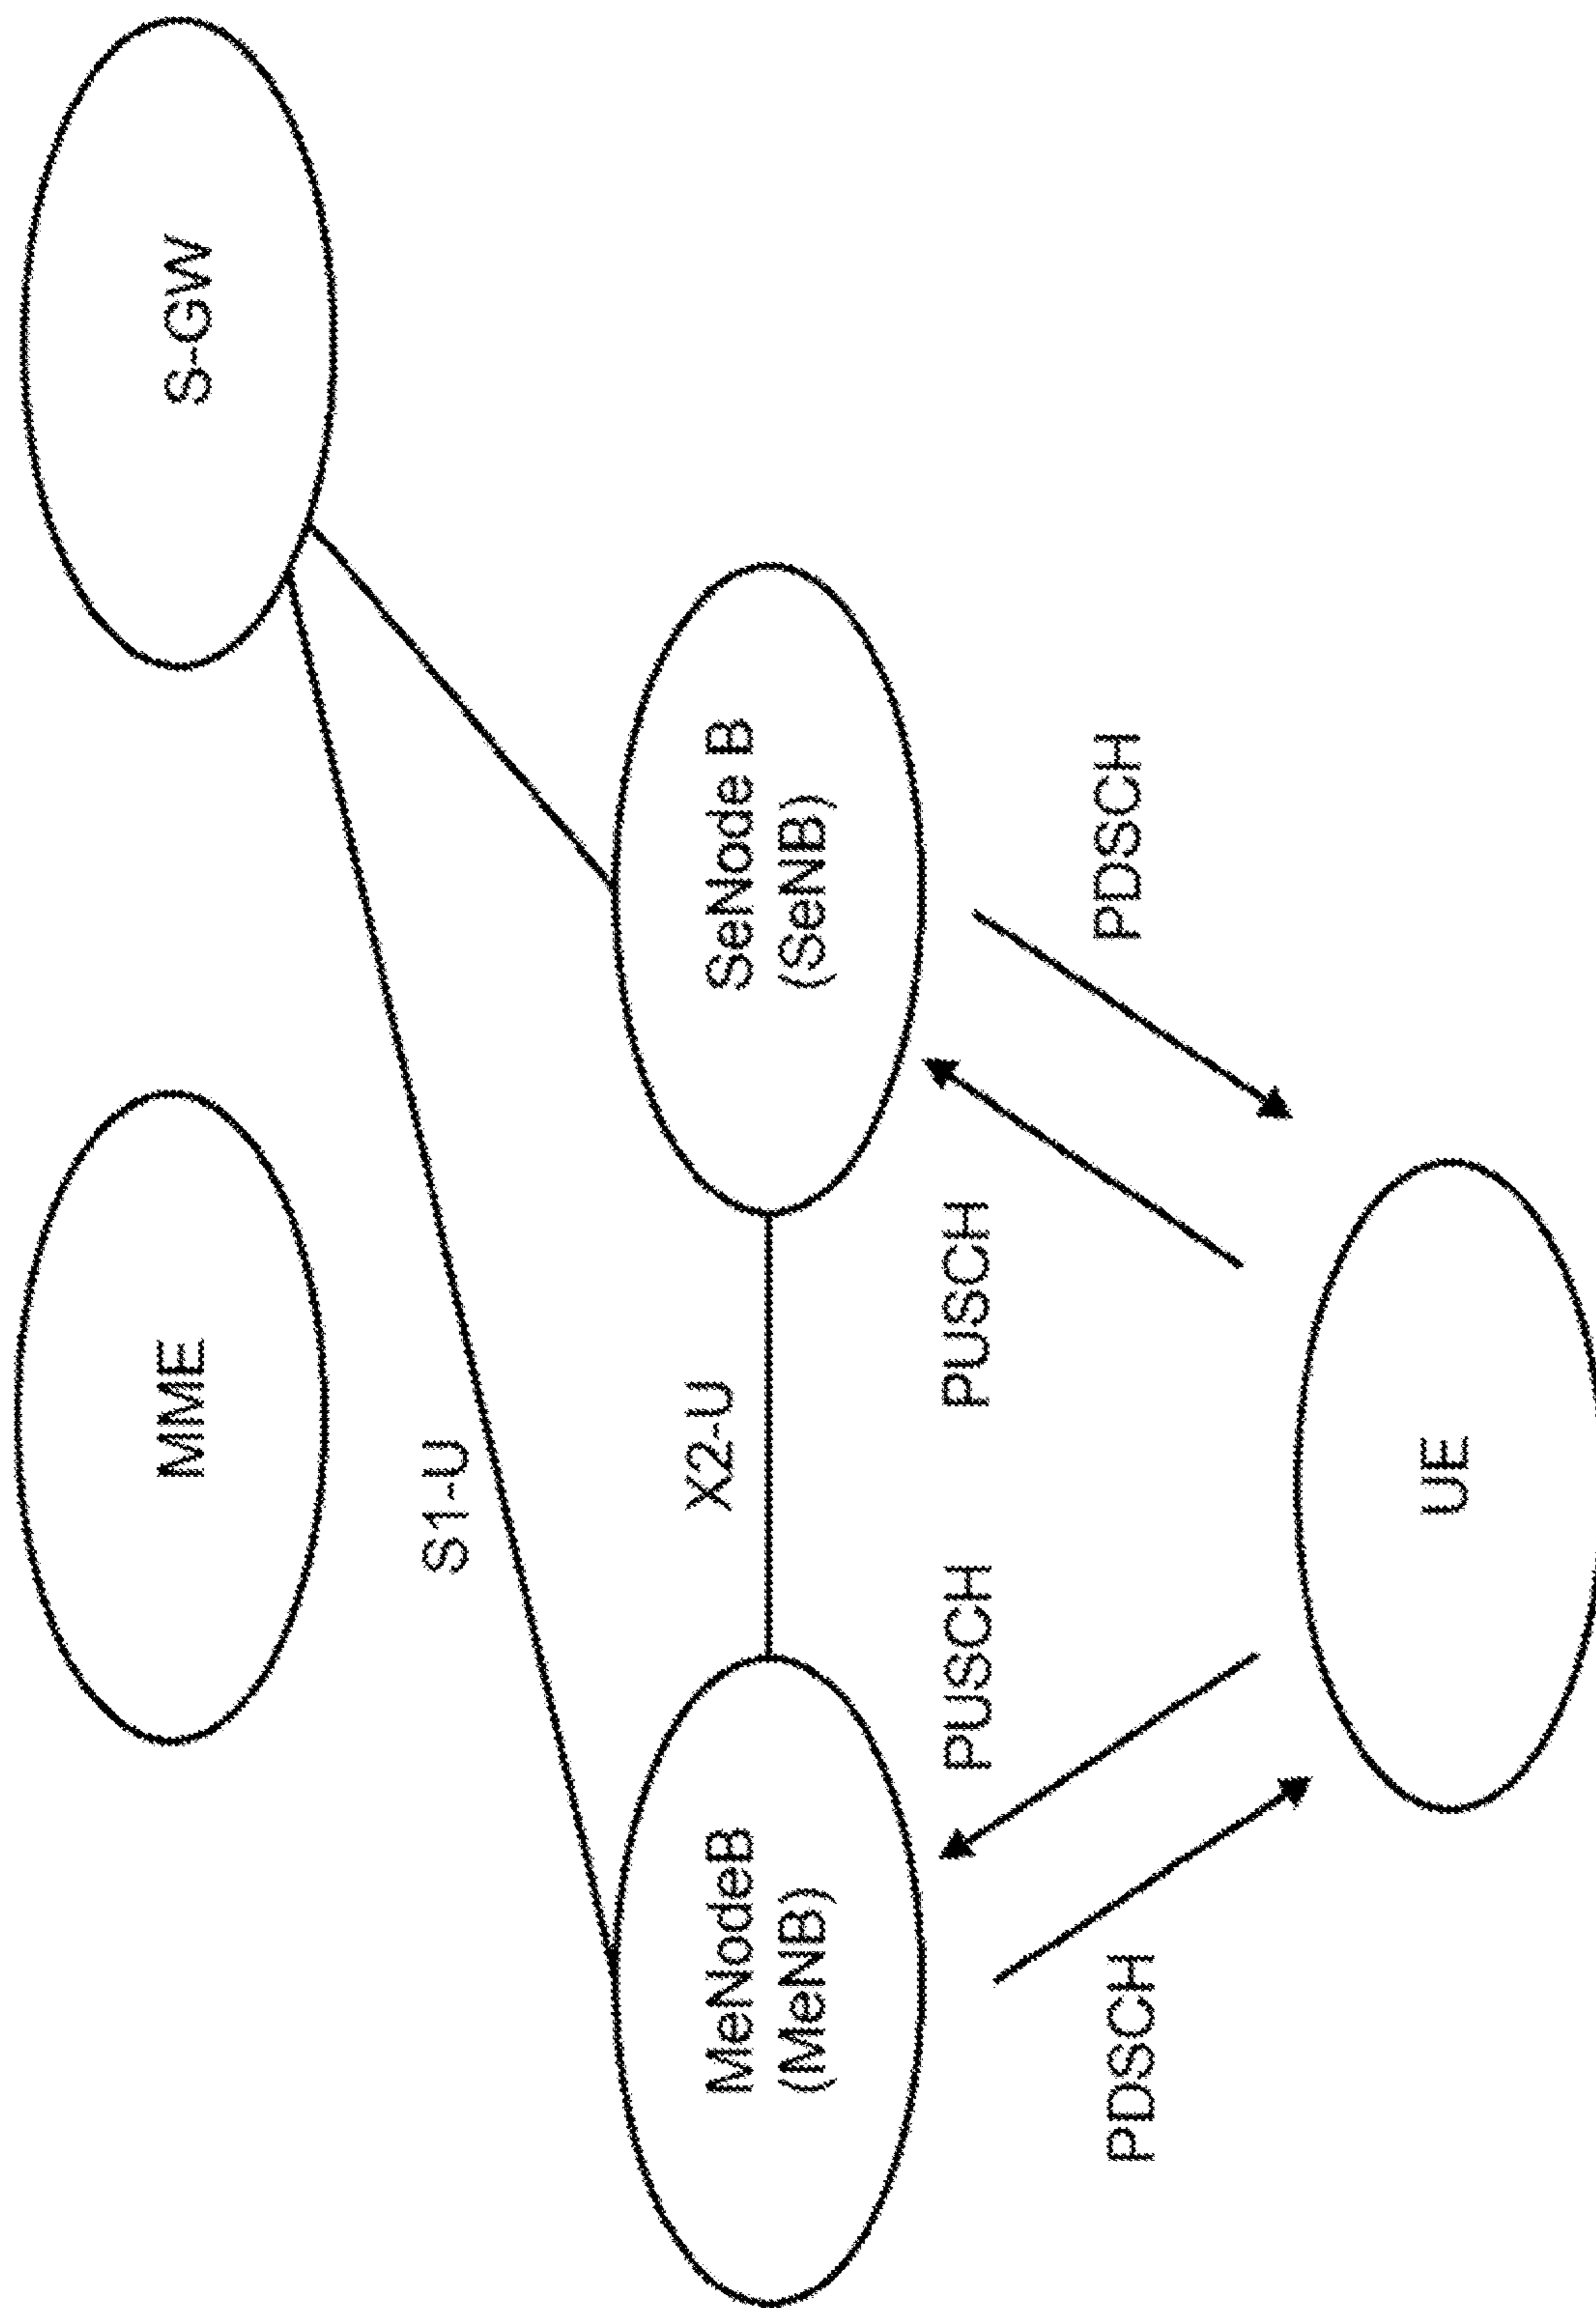 MME
S-GW
S1-U
X2-U
MeNodeB
(MeNB)
SeNode B
(SeNB)
PUSCH
PUSCH
PDSCH
PDSCH
UE